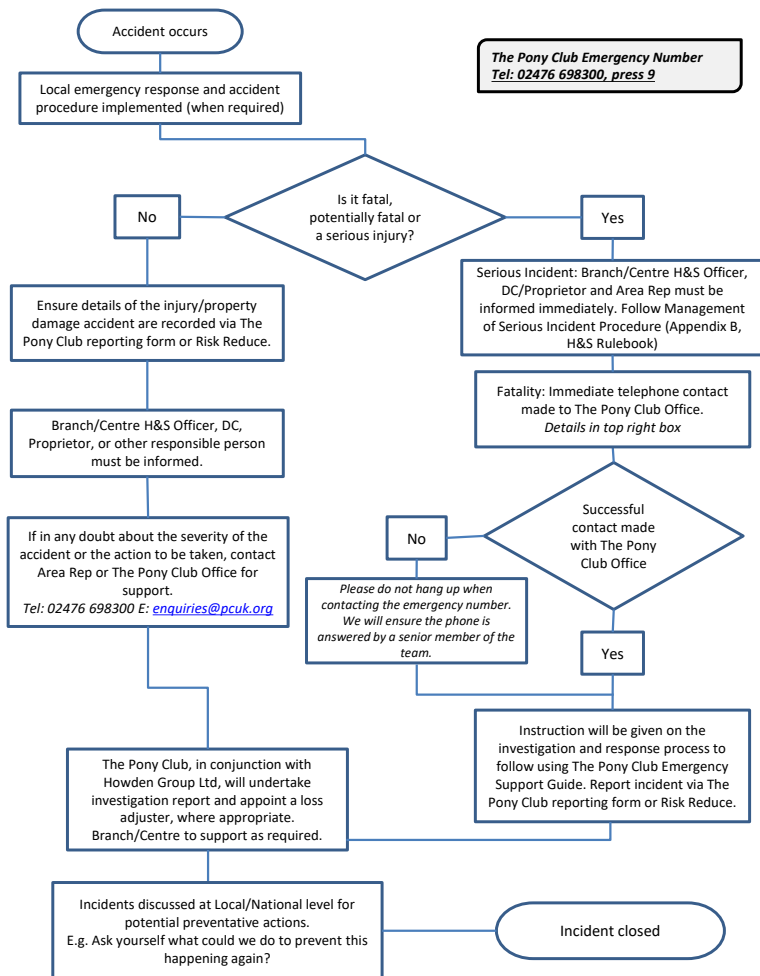 Accident occurs
The Pony Club Emergency Number
Tel: 02476 698300, press 9
Local emergency response and accident
procedure implemented (when required)
Is it fatal,
potentially fatal or
a serious injury?
No
Yes
Ensure details of the injury/property
damage accident are recorded via The
Pony Club reporting form or Risk Reduce.
Branch/Centre H&S Officer, DC,
Proprietor, or other responsible person
must be informed.
If in any doubt about the severity of the
accident or the action to be taken, contact
Area Rep or The Pony Club Office for
support.
Tel: 02476 698300 E: enquiries@pcuk.org
Serious Incident: Branch/Centre H&S Officer,
DC/Proprietor and Area Rep must be
informed immediately. Follow Management
of Serious Incident Procedure (Appendix B,
H&S Rulebook)
Fatality: Immediate telephone contact
made to The Pony Club Office.
Details in top right box
Successful
contact made
with The Pony
Club Office
No
Please do not hang up when
contacting the emergency number.
We will ensure the phone is
answered by a senior member of the
team.
Yes
Instruction will be given on the
investigation and response process to
follow using The Pony Club Emergency
Support Guide. Report incident via The
Pony Club reporting form or Risk Reduce.
The Pony Club, in conjunction with
Howden Group Ltd, will undertake
investigation report and appoint a loss
adjuster, where appropriate.
Branch/Centre to support as required.
Incidents discussed at Local/National level for
potential preventative actions.
E.g. Ask yourself what could we do to prevent this
happening again?
Incident closed